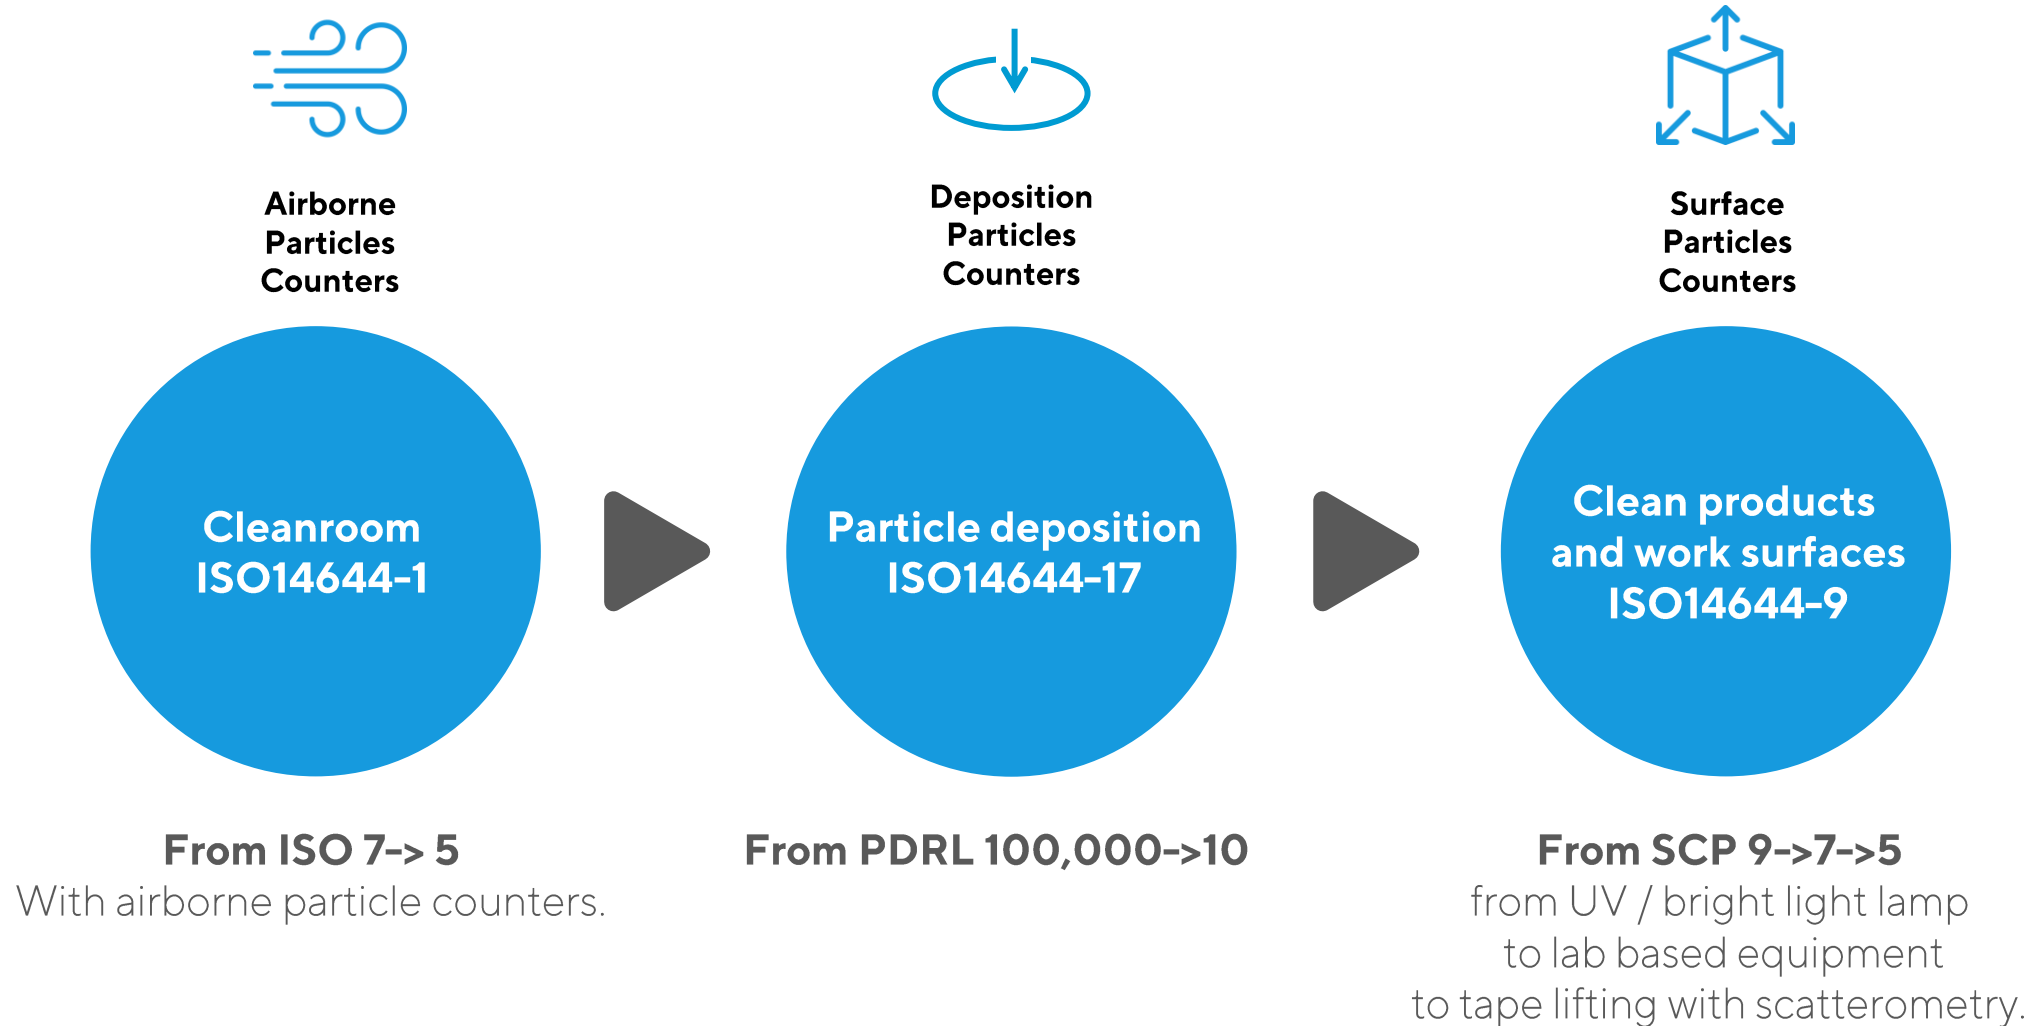 Airborne
Particles
Counters
Deposition
Particles
Counters
Surface
Particles
Counters
Cleanroom
ISO14644-1
Particle deposition
ISO14644-17
Clean products
and work surfaces
ISO14644-9
From ISO 7-> 5
With airborne particle counters.
From PDRL 100,000->10
From SCP 9->7->5
from UV / bright light lamp
to lab based equipment
to tape lifting with scatterometry.